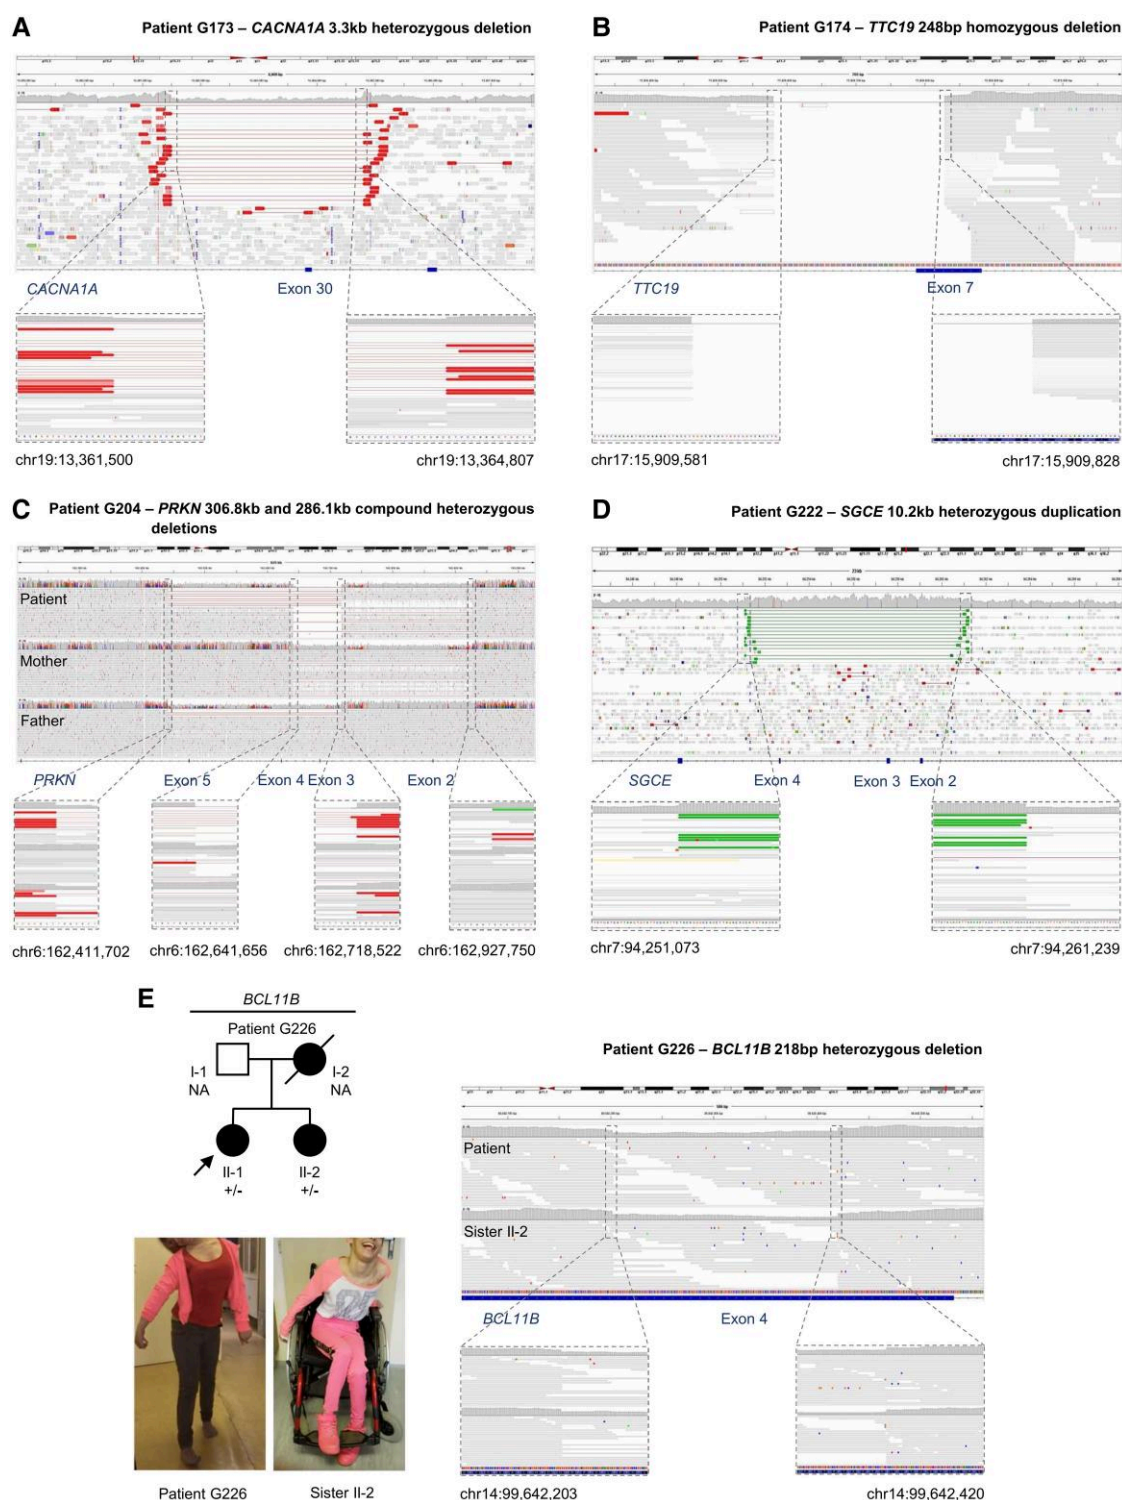 A
Patient G173 – CACNA1A 3.3kb heterozygous deletion
CACNA1A
Exon 30
chr19:13,361,500
chr19:13,364,807
B
Patient G174 – TTC19 248bp homozygous deletion
TTC19
Exon 7
chr17:15,909,581
chr17:15,909,828
C
Patient G204 – PRKN 306.8kb and 286.1kb compound heterozygous
deletions
Patient
Mother
Father
PRKN
Exon 5
Exon 4
Exon 3
Exon 2
chr6:162,411,702
chr6:162,641,656
chr6:162,718,522
chr6:162,927,750
D
Patient G222 – SGCE 10.2kb heterozygous duplication
SGCE
Exon 4
Exon 3
Exon 2
chr7:94,251,073
chr7:94,261,239
E
BCL11B
Patient G226
I-1
NA
I-2
NA
II-1
+/-
II-2
+/-
Patient G226
Sister II-2
Patient G226 – BCL11B 218bp heterozygous deletion
Patient
Sister II-2
BCL11B
Exon 4
chr14:99,642,203
chr14:99,642,420